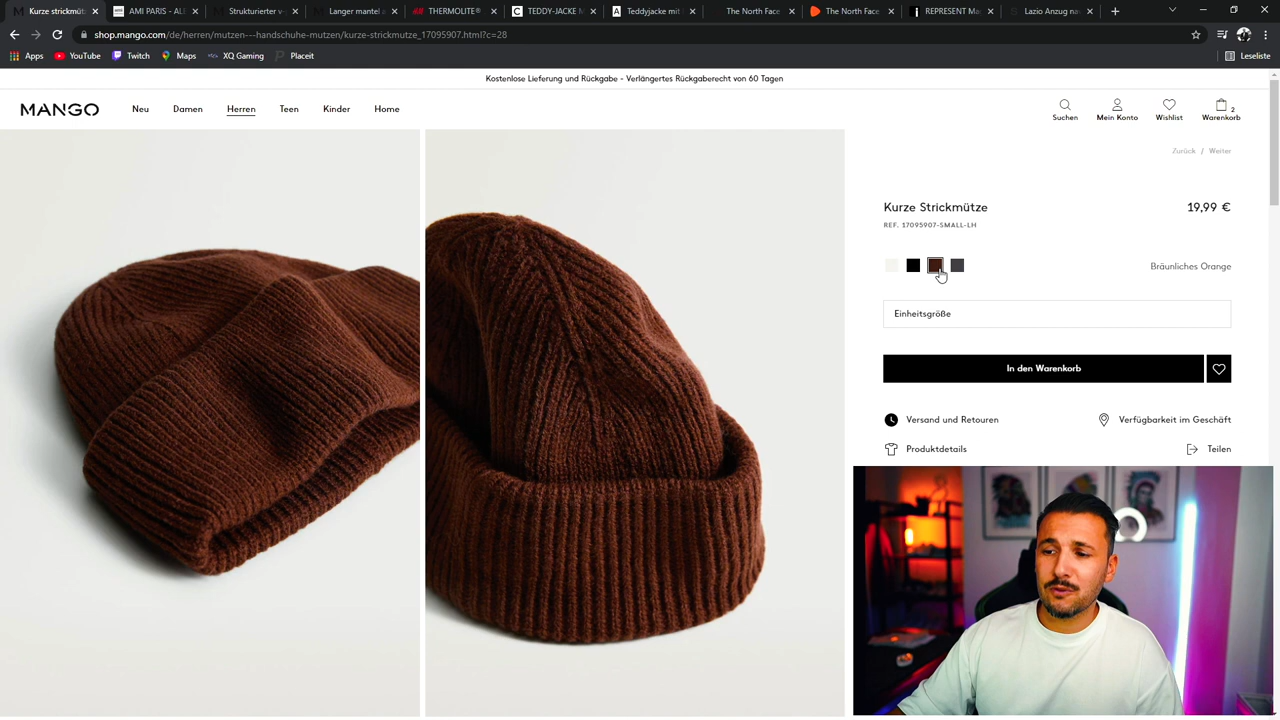 Kurze strickmü
AMI PARIS - ALL
Strukturierter v
Langer mantel a
THERMOLITE®
TEDDY-JACKE M
Teddyjacke mit
The North Face
The North Face
REPRESENT Man
Lazio Anzug na
shop.mango.com/de/herren/mutzen---handschuhe-mutzen/kurze-strickmutze_17095907.html?c=28
Apps YouTube Twitch Maps XQ Gaming Placeit Leseliste
Kostenlose Lieferung und Rückgabe - Verlängertes Rückgaberecht von 60 Tagen
MANGO Neu Damen Herren Teen Kinder Home
Suchen Mein Konto Wishlist Warenkorb 2
Zurück / Weiter
Kurze Strickmütze 19,99 €
REF. 17095907-SMALL-LH
Bräunliches Orange
Einheitsgröße
In den Warenkorb
Versand und Retouren Verfügbarkeit im Geschäft
Produktdetails Teilen